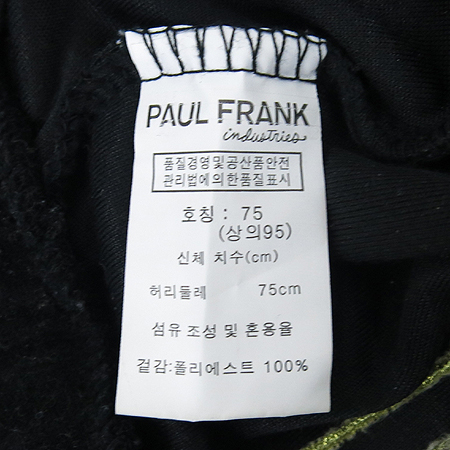 PAUL FRANK
industries
품질경영및공산품안전
관리법에의한품질표시
호칭 : 75
(상의95)
신체 치수(cm)
허리둘레 75cm
섬유 조성 및 혼용율
겉감:폴리에스트 100%